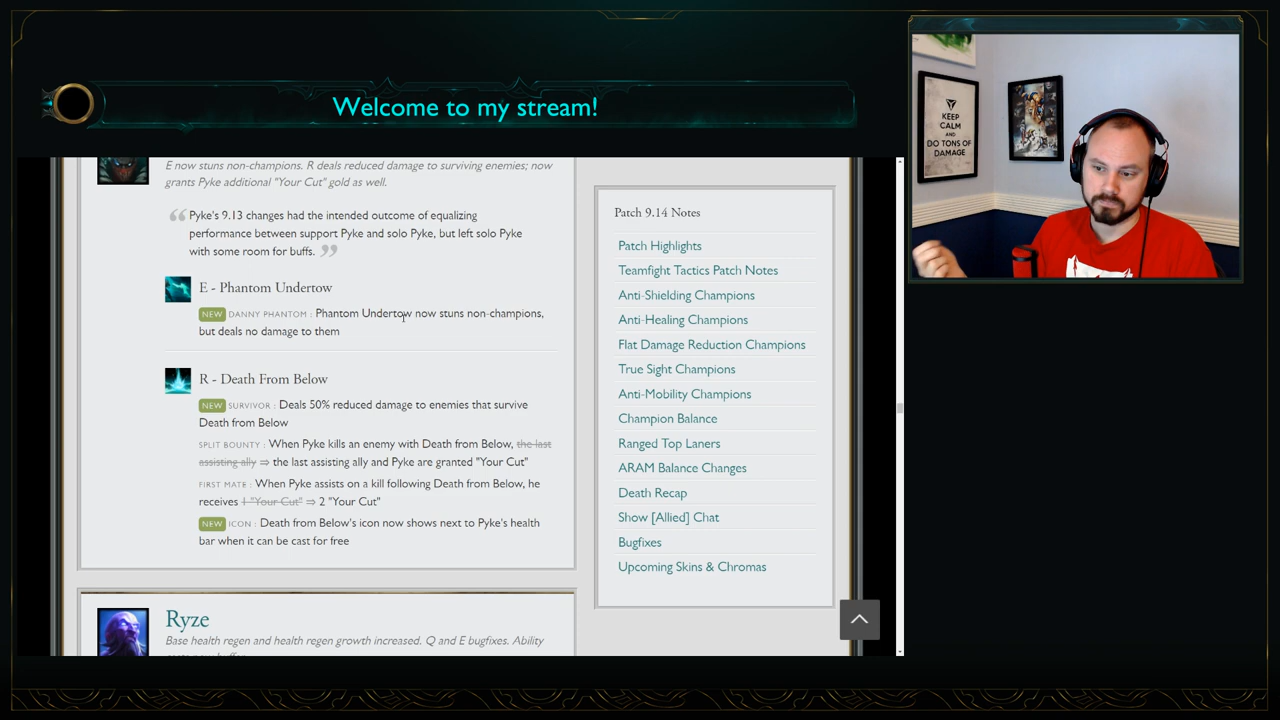 Welcome to my stream!
KEEP
CALM
AND
DO TONS OF
DAMAGE
E now stuns non-champions. R deals reduced damage to surviving enemies; now
grants Pyke additional "Your Cut" gold as well.
“ Pyke's 9.13 changes had the intended outcome of equalizing
performance between support Pyke and solo Pyke, but left solo Pyke
with some room for buffs. ”
E - Phantom Undertow
NEW DANNY PHANTOM : Phantom Undertow now stuns non-champions,
but deals no damage to them
R - Death From Below
NEW SURVIVOR : Deals 50% reduced damage to enemies that survive
Death from Below
SPLIT BOUNTY : When Pyke kills an enemy with Death from Below, the last
assisting ally ⇒ the last assisting ally and Pyke are granted "Your Cut"
FIRST MATE : When Pyke assists on a kill following Death from Below, he
receives 1 "Your Cut" ⇒ 2 "Your Cut"
NEW ICON : Death from Below's icon now shows next to Pyke's health
bar when it can be cast for free
Ryze
Base health regen and health regen growth increased. Q and E bugfixes. Ability
Patch 9.14 Notes
Patch Highlights
Teamfight Tactics Patch Notes
Anti-Shielding Champions
Anti-Healing Champions
Flat Damage Reduction Champions
True Sight Champions
Anti-Mobility Champions
Champion Balance
Ranged Top Laners
ARAM Balance Changes
Death Recap
Show [Allied] Chat
Bugfixes
Upcoming Skins & Chromas